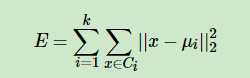 E = \sum_{i=1}^{k} \sum_{x \in C_i} ||x - \mu_i||_2^2